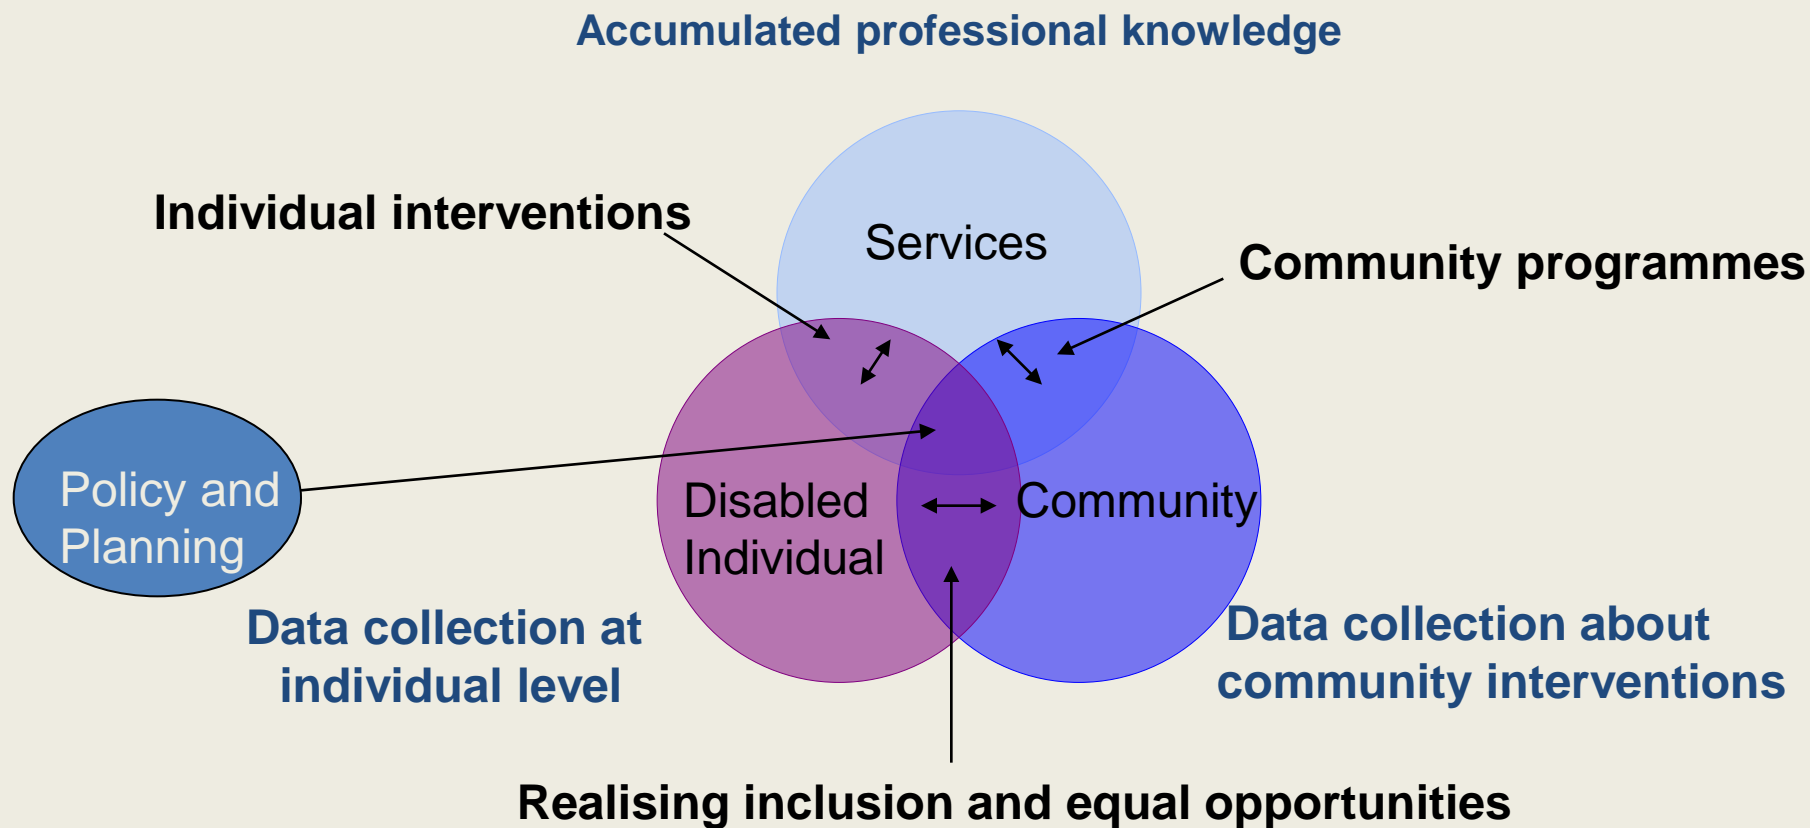 Accumulated professional knowledge
Individual interventions
Services
Community programmes
Policy and
Planning
Disabled
Individual
Community
Data collection at
individual level
Data collection about
community interventions
Realising inclusion and equal opportunities